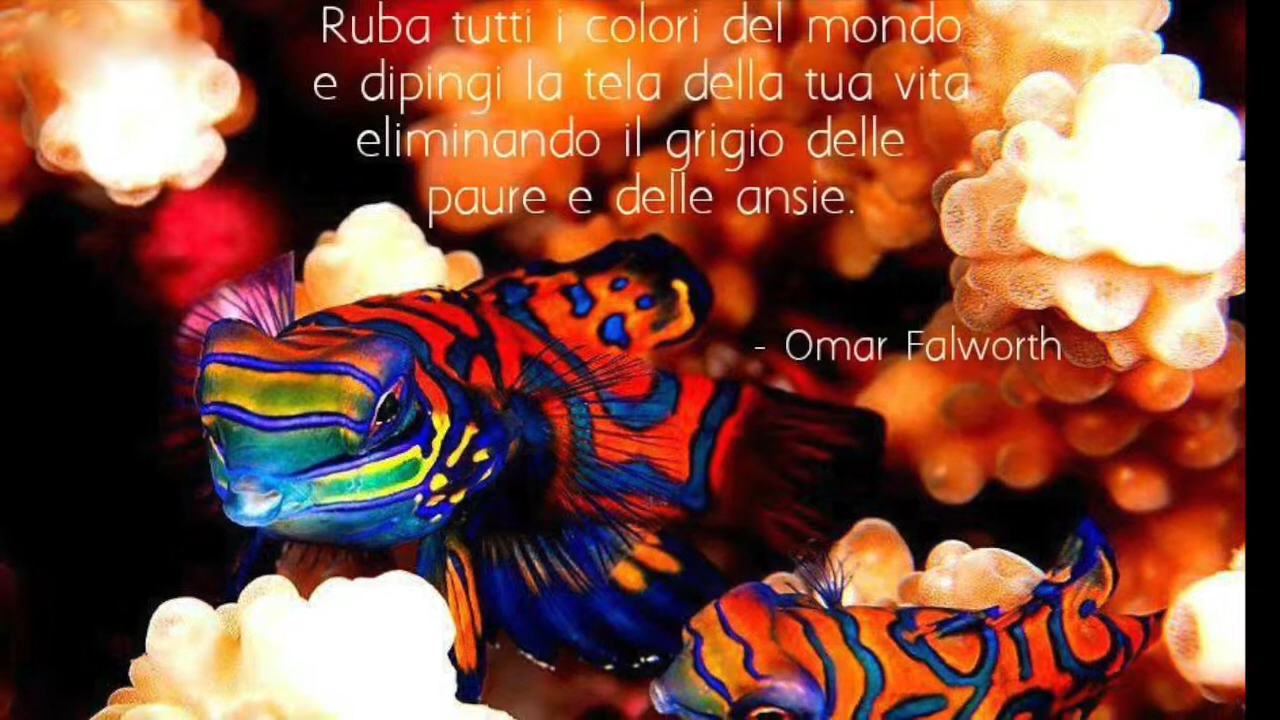 Ruba tutti i colori del mondo
e dipingi la tela della tua vita
eliminando il grigio delle
paure e delle ansie.
- Omar Falworth